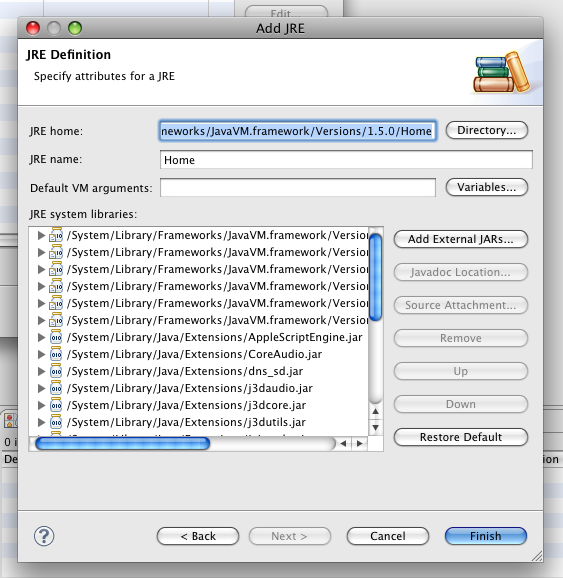 Edit
Add JRE
JRE Definition
Specify attributes for a JRE
JRE home:
neworks/JavaVM.framework/Versions/1.5.0/Home
Directory...
JRE name:
Home
Default VM arguments:
Variables...
JRE system libraries:
/System/Library/Frameworks/JavaVM.framework/Version
/System/Library/Frameworks/JavaVM.framework/Version
/System/Library/Frameworks/JavaVM.framework/Version
/System/Library/Frameworks/JavaVM.framework/Version
/System/Library/Frameworks/JavaVM.framework/Version
/System/Library/Frameworks/JavaVM.framework/Version
/System/Library/Java/Extensions/AppleScriptEngine.jar
/System/Library/Java/Extensions/CoreAudio.jar
/System/Library/Java/Extensions/dns_sd.jar
/System/Library/Java/Extensions/j3daudio.jar
/System/Library/Java/Extensions/j3dcore.jar
/System/Library/Java/Extensions/j3dutils.jar
Add External JARs...
Javadoc Location...
Source Attachment...
Remove
Up
Down
Restore Default
0 i
De
ion
?
< Back
Next >
Cancel
Finish